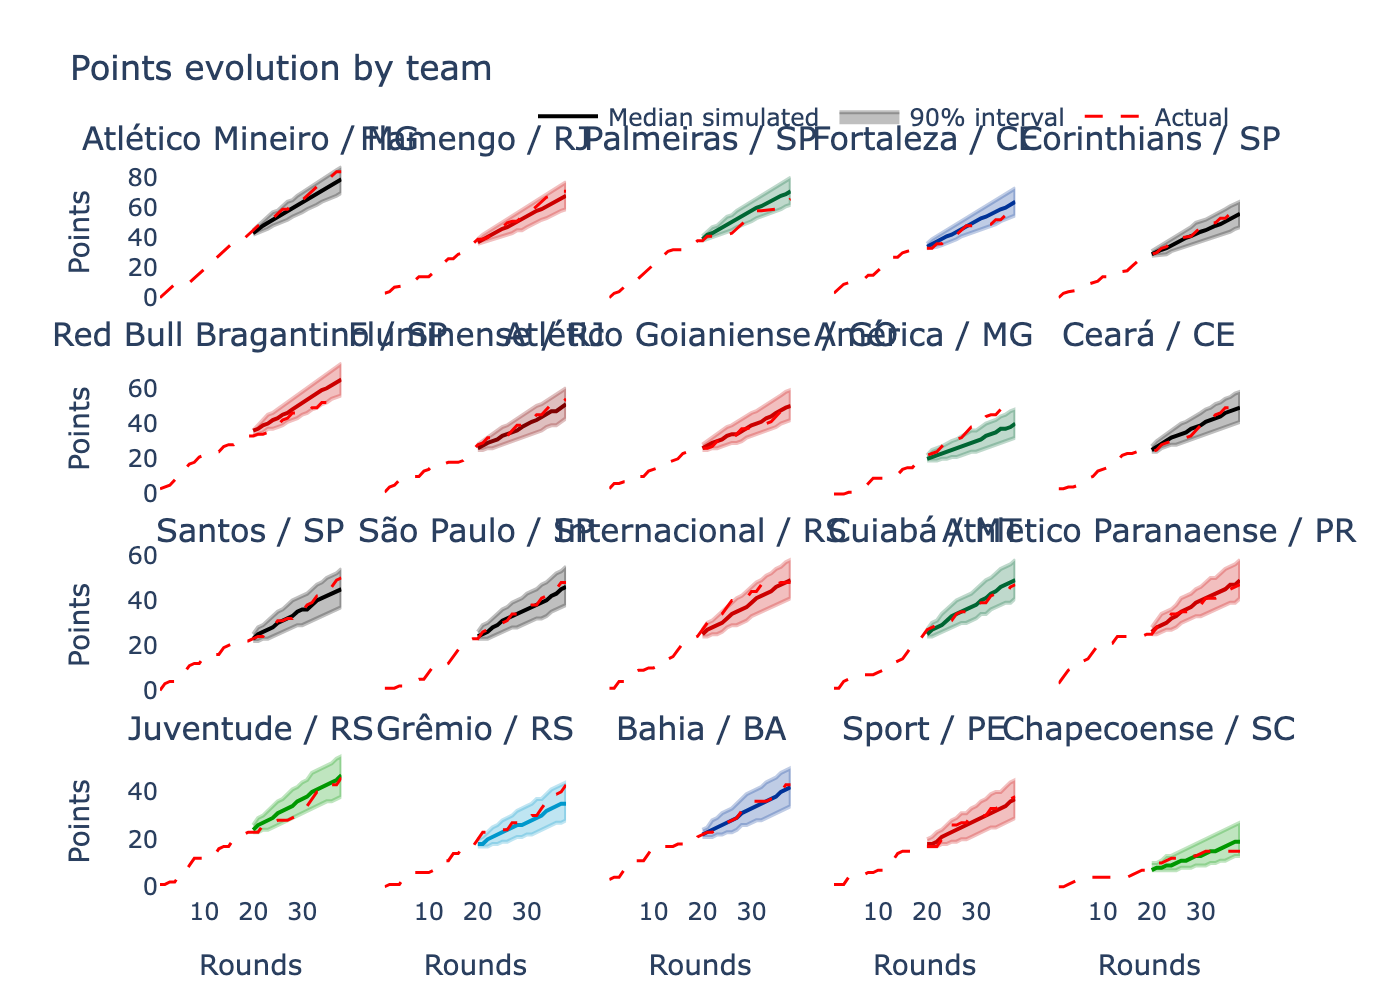 Points evolution by team
Median simulated 90% interval Actual
Atlético Mineiro / MG Flamengo / RJ Palmeiras / SP Fortaleza / CE Corinthians / SP
80
60
40
20
0
Points
Red Bull Bragantino / SP Fluminense / RJ Atlético Goianiense / GO América / MG Ceará / CE
60
40
20
0
Points
Santos / SP São Paulo / SP Internacional / RS Cuiabá / MT Athletico Paranaense / PR
60
40
20
0
Points
Juventude / RS Grêmio / RS Bahia / BA Sport / PE Chapecoense / SC
40
20
0
Points
10 20 30 10 20 30 10 20 30 10 20 30 10 20 30
Rounds Rounds Rounds Rounds Rounds